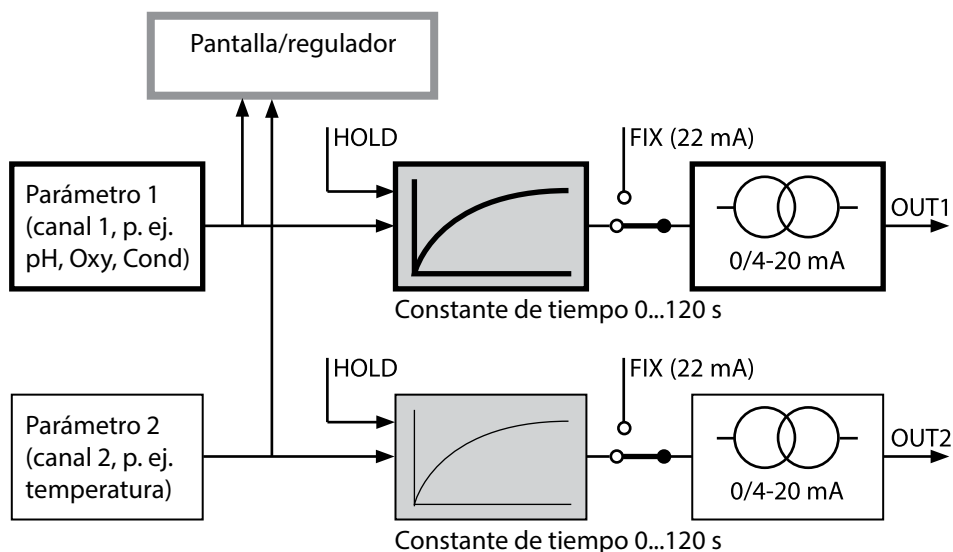 Pantalla/regulador
HOLD
FIX (22 mA)
Parámetro 1
(canal 1, p. ej.
pH, Oxy, Cond)
OUT1
0/4-20 mA
Constante de tiempo 0...120 s
HOLD
FIX (22 mA)
Parámetro 2
(canal 2, p. ej.
temperatura)
OUT2
0/4-20 mA
Constante de tiempo 0...120 s